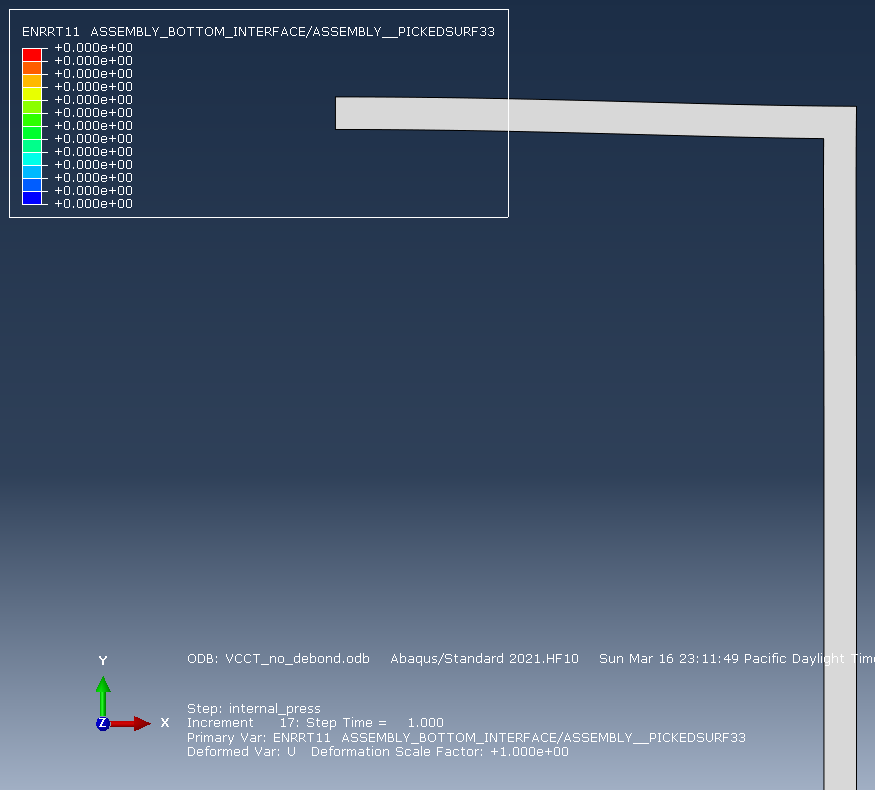 ENRRT11 ASSEMBLY_BOTTOM_INTERFACE/ASSEMBLY__PICKEDSURF33
+0.000e+00
+0.000e+00
+0.000e+00
+0.000e+00
+0.000e+00
+0.000e+00
+0.000e+00
+0.000e+00
+0.000e+00
+0.000e+00
+0.000e+00
+0.000e+00
+0.000e+00
Y
Z
X
ODB: VCCT_no_debond.odb Abaqus/Standard 2021.HF10 Sun Mar 16 23:11:49 Pacific Daylight Time
Step: internal_press
Increment 17: Step Time = 1.000
Primary Var: ENRRT11 ASSEMBLY_BOTTOM_INTERFACE/ASSEMBLY__PICKEDSURF33
Deformed Var: U Deformation Scale Factor: +1.000e+00